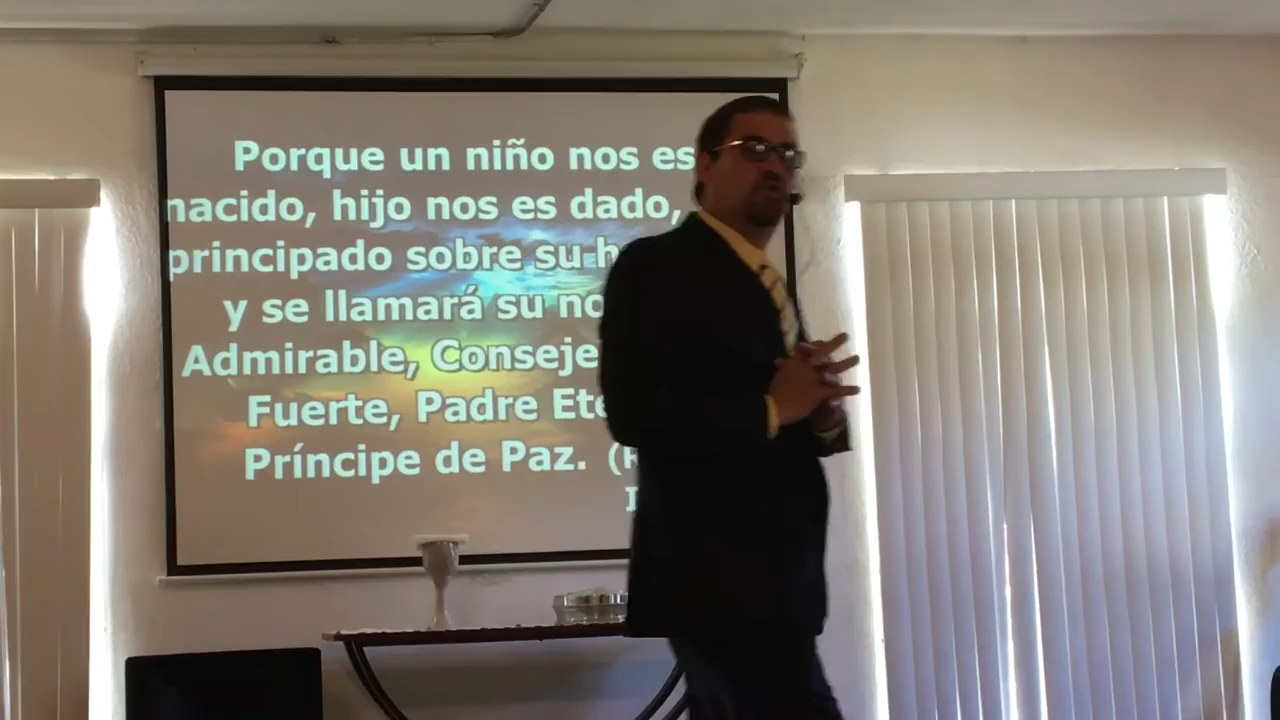 Porque un niño nos es
nacido, hijo nos es dado,
principado sobre su
y se llamará su
Admirable,
Fuerte, Padre
Príncipe de Paz.